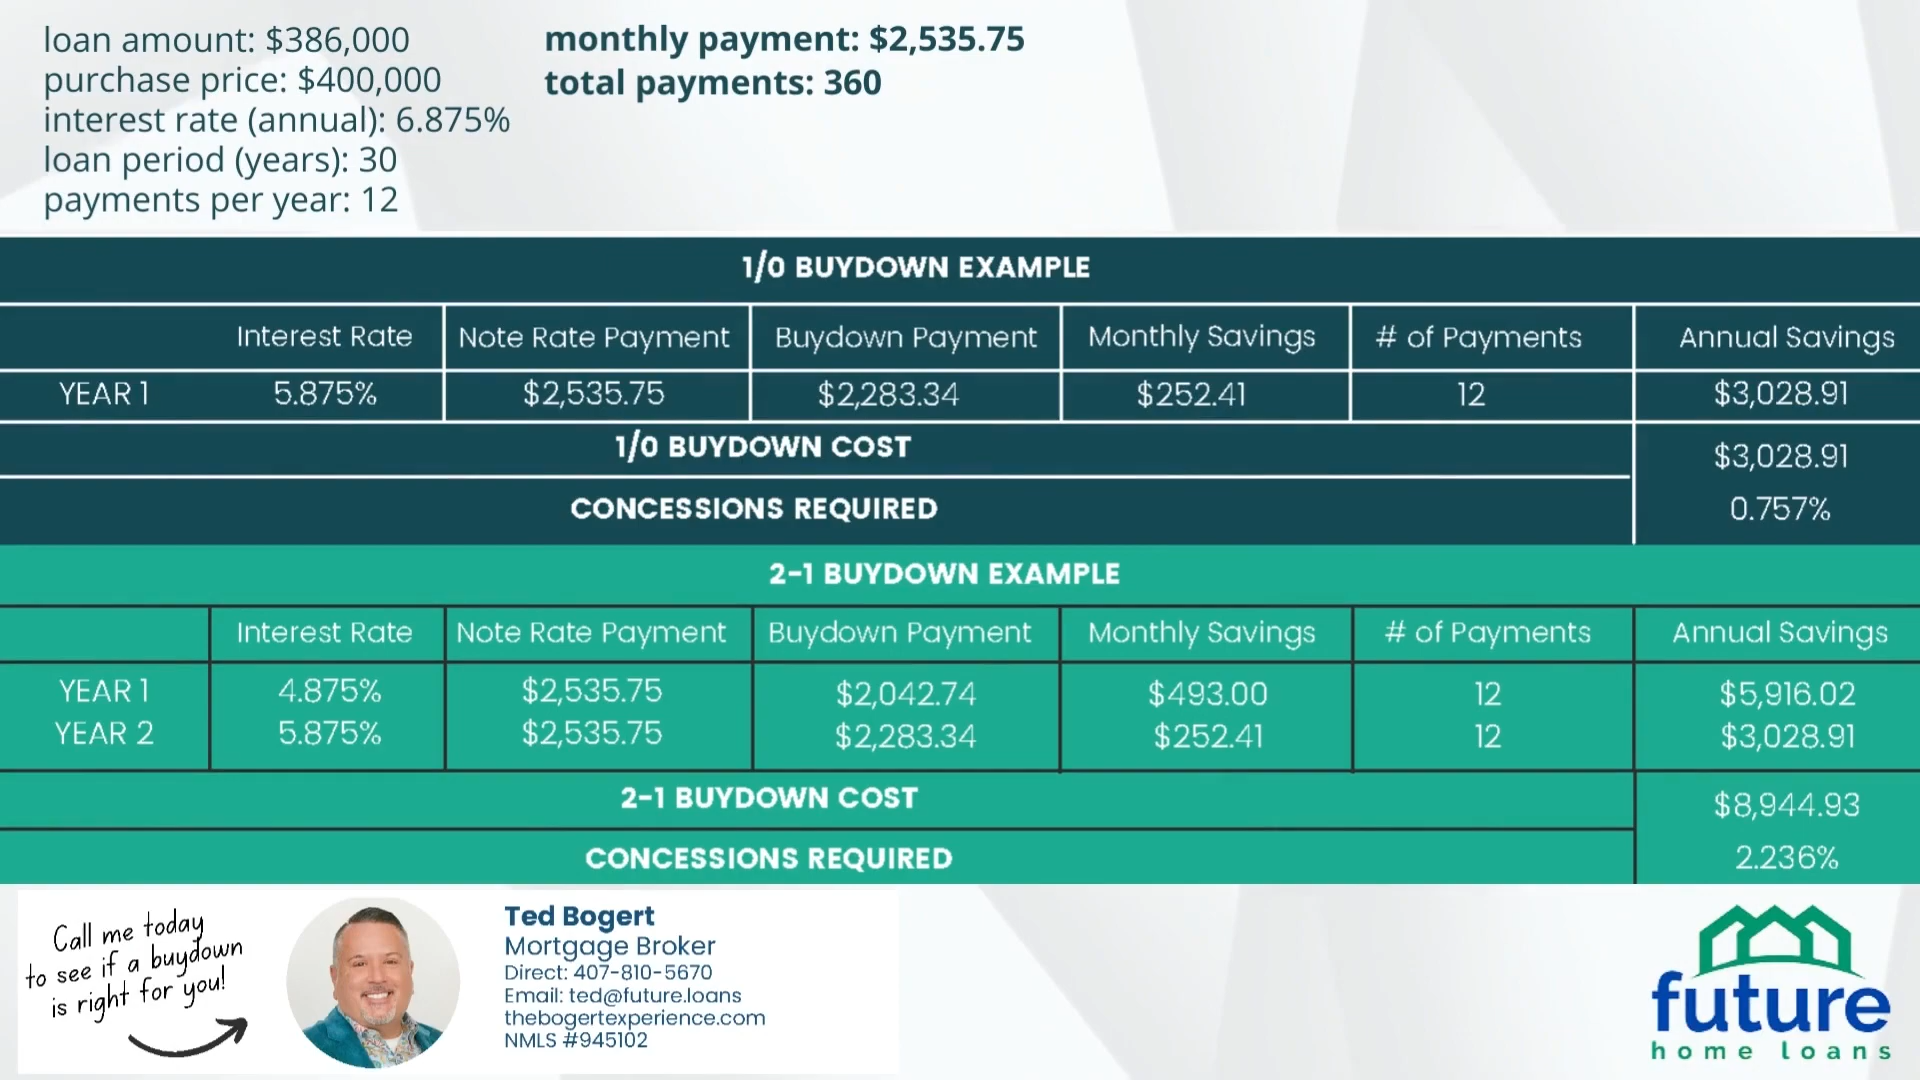 loan amount: $386,000
purchase price: $400,000
interest rate (annual): 6.875%
loan period (years): 30
payments per year: 12
monthly payment: $2,535.75
total payments: 360
1/0 BUYDOWN EXAMPLE
Interest Rate Note Rate Payment Buydown Payment Monthly Savings # of Payments Annual Savings
YEAR 1 5.875% $2,535.75 $2,283.34 $252.41 12 $3,028.91
1/0 BUYDOWN COST $3,028.91
CONCESSIONS REQUIRED 0.757%
2-1 BUYDOWN EXAMPLE
Interest Rate Note Rate Payment Buydown Payment Monthly Savings # of Payments Annual Savings
YEAR 1 4.875% $2,535.75 $2,042.74 $493.00 12 $5,916.02
YEAR 2 5.875% $2,535.75 $2,283.34 $252.41 12 $3,028.91
2-1 BUYDOWN COST $8,944.93
CONCESSIONS REQUIRED 2.236%
Call me today
to see if a buydown
is right for you!
Ted Bogert
Mortgage Broker
Direct: 407-810-5670
Email: ted@future.loans
thebogertexperience.com
NMLS #945102
future
home loans